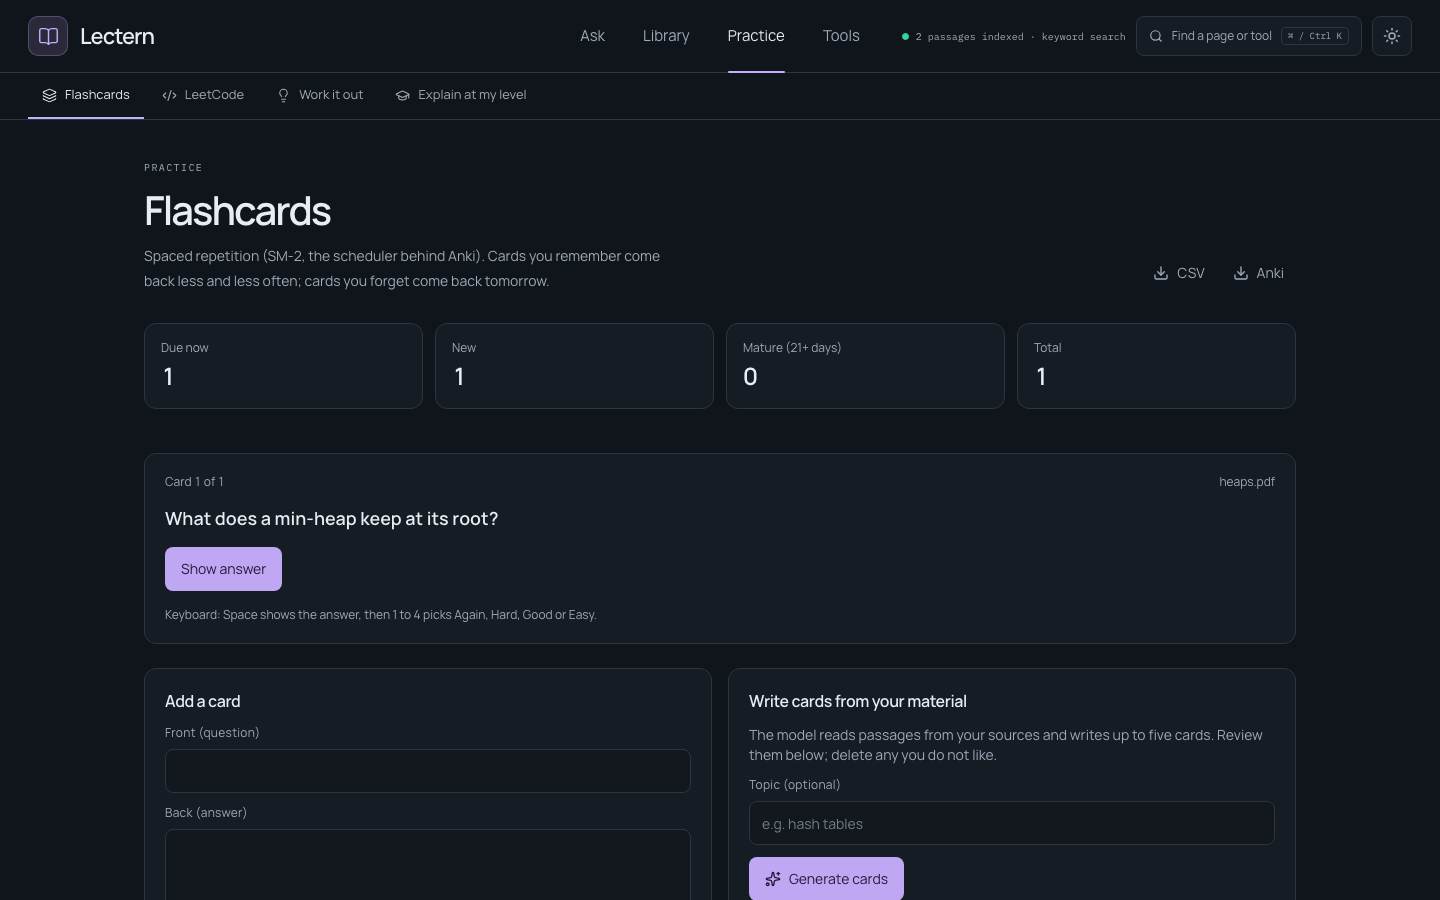 Lectern
Ask
Library
Practice
Tools
2 passages indexed · keyword search
Find a page or tool
⌘ / Ctrl K
Flashcards
LeetCode
Work it out
Explain at my level
PRACTICE
Flashcards
Spaced repetition (SM-2, the scheduler behind Anki). Cards you remember come
back less and less often; cards you forget come back tomorrow.
CSV
Anki
Due now
1
New
1
Mature (21+ days)
0
Total
1
Card 1 of 1
heaps.pdf
What does a min-heap keep at its root?
Show answer
Keyboard: Space shows the answer, then 1 to 4 picks Again, Hard, Good or Easy.
Add a card
Front (question)
Back (answer)
Write cards from your material
The model reads passages from your sources and writes up to five cards. Review
them below; delete any you do not like.
Topic (optional)
e.g. hash tables
Generate cards